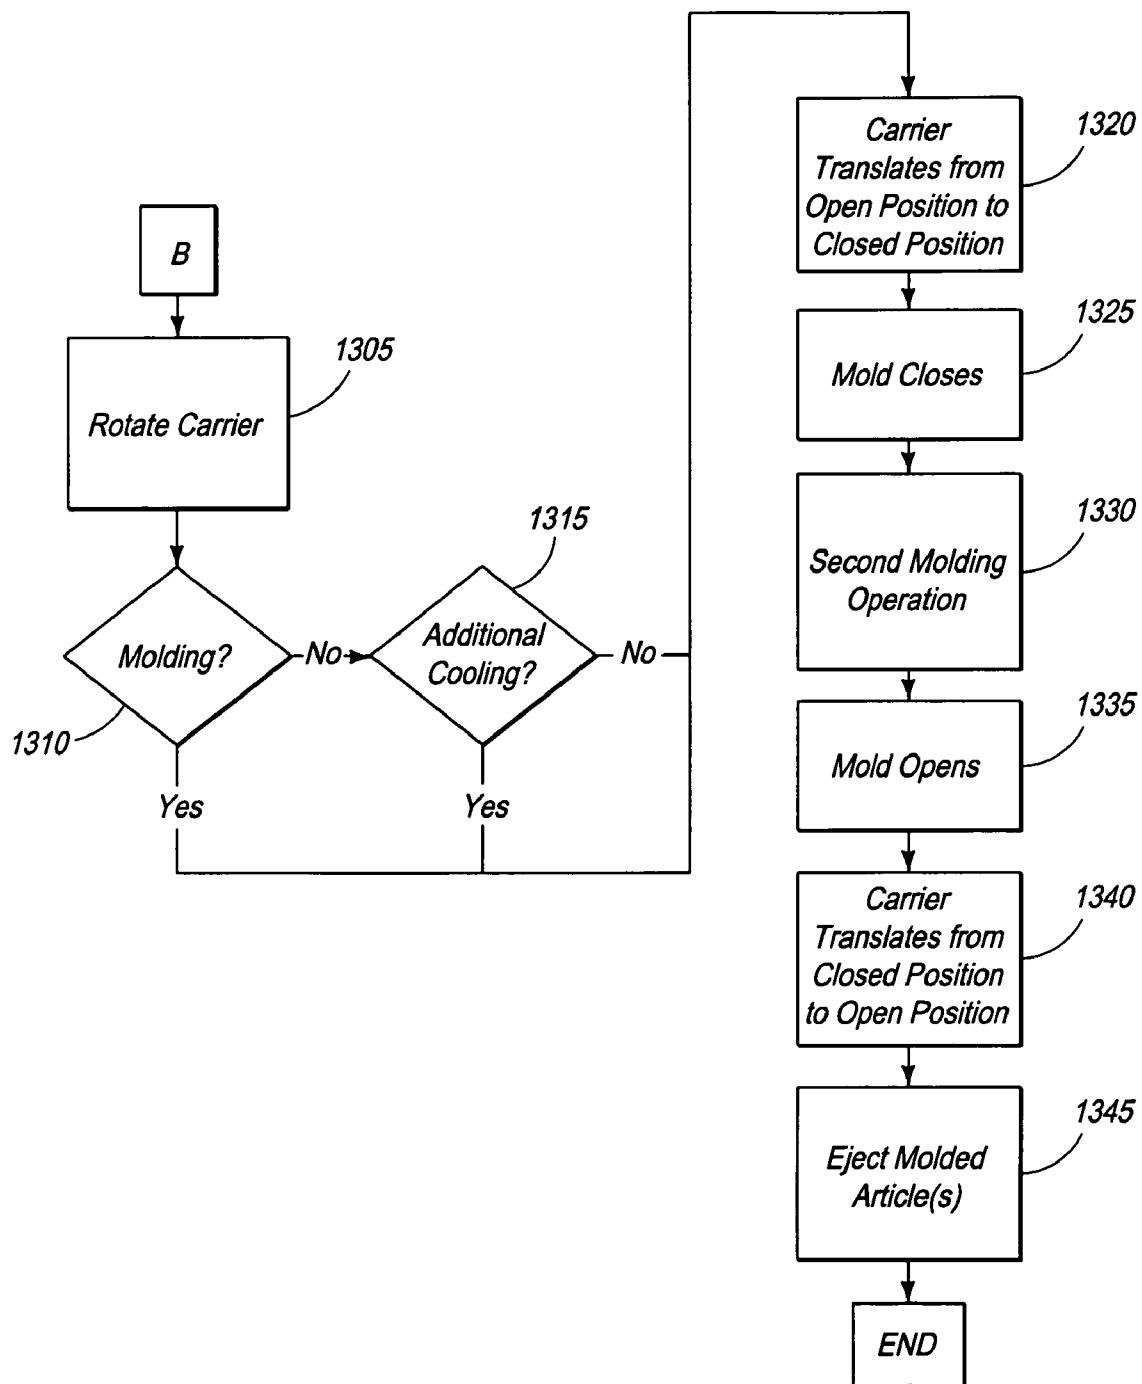 B
1305
Rotate Carrier
1310
Molding?
No
Yes
1315
Additional
Cooling?
No
Yes
1320
Carrier
Translates from
Open Position to
Closed Position
1325
Mold Closes
1330
Second Molding
Operation
1335
Mold Opens
1340
Carrier
Translates from
Closed Position
to Open Position
1345
Eject Molded
Article(s)
END